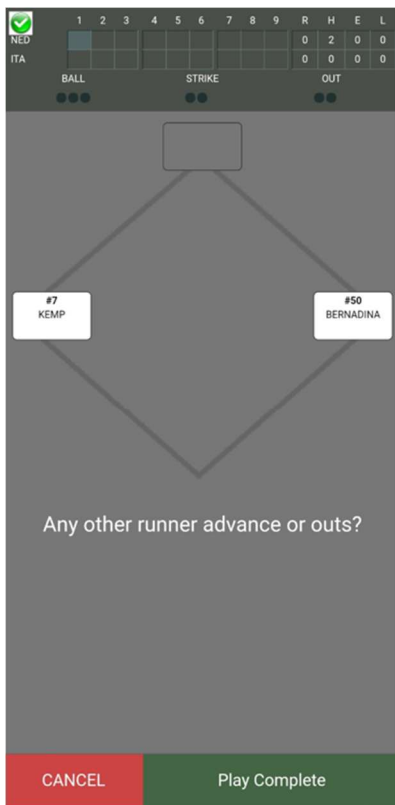 1 2 3 4 5 6 7 8 9 R H E L
NED 0 2 0 0
ITA 0 0 0 0
BALL STRIKE OUT
#7
KEMP
#50
BERNADINA
Any other runner advance or outs?
CANCEL Play Complete